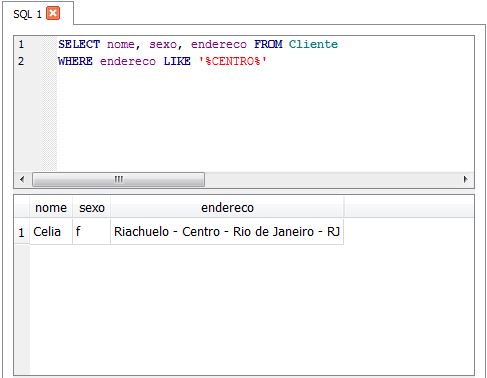 SQL 1
1 SELECT nome, sexo, endereco FROM Cliente
2 WHERE endereco LIKE '%CENTRO%'
nome sexo endereco
1 Celia f Riachuelo - Centro - Rio de Janeiro - RJ